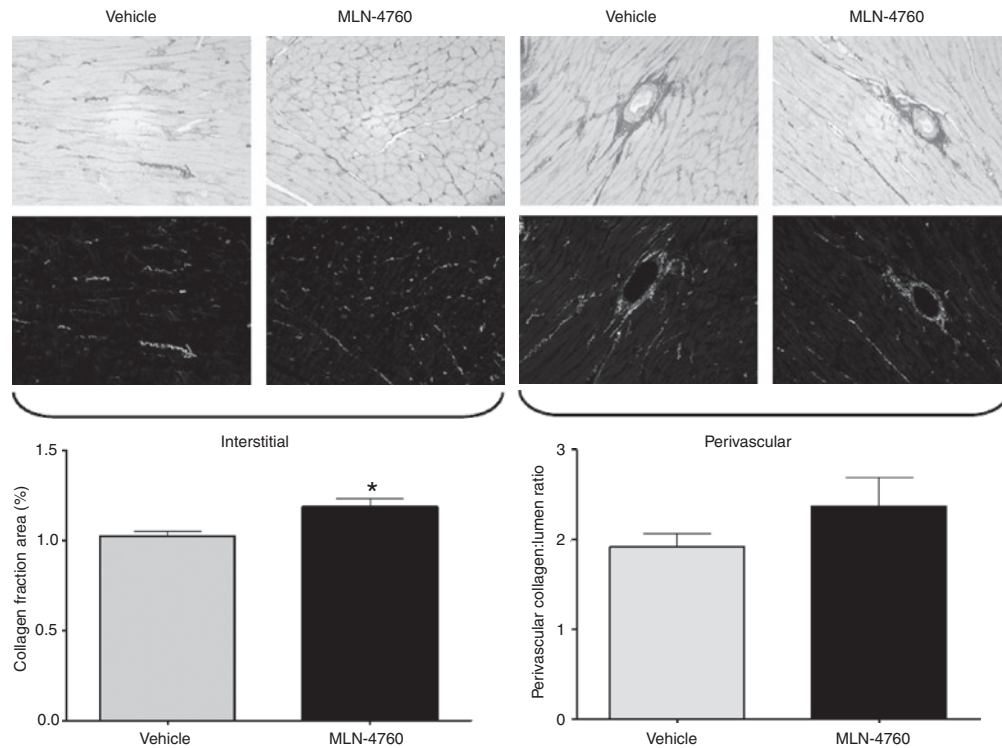 Vehicle
MLN-4760
Vehicle
MLN-4760
Interstitial
Collagen fraction area (%)
1.5
1.0
0.5
0.0
*
Vehicle
MLN-4760
Perivascular
Perivascular collagen:lumen ratio
3
2
1
0
Vehicle
MLN-4760